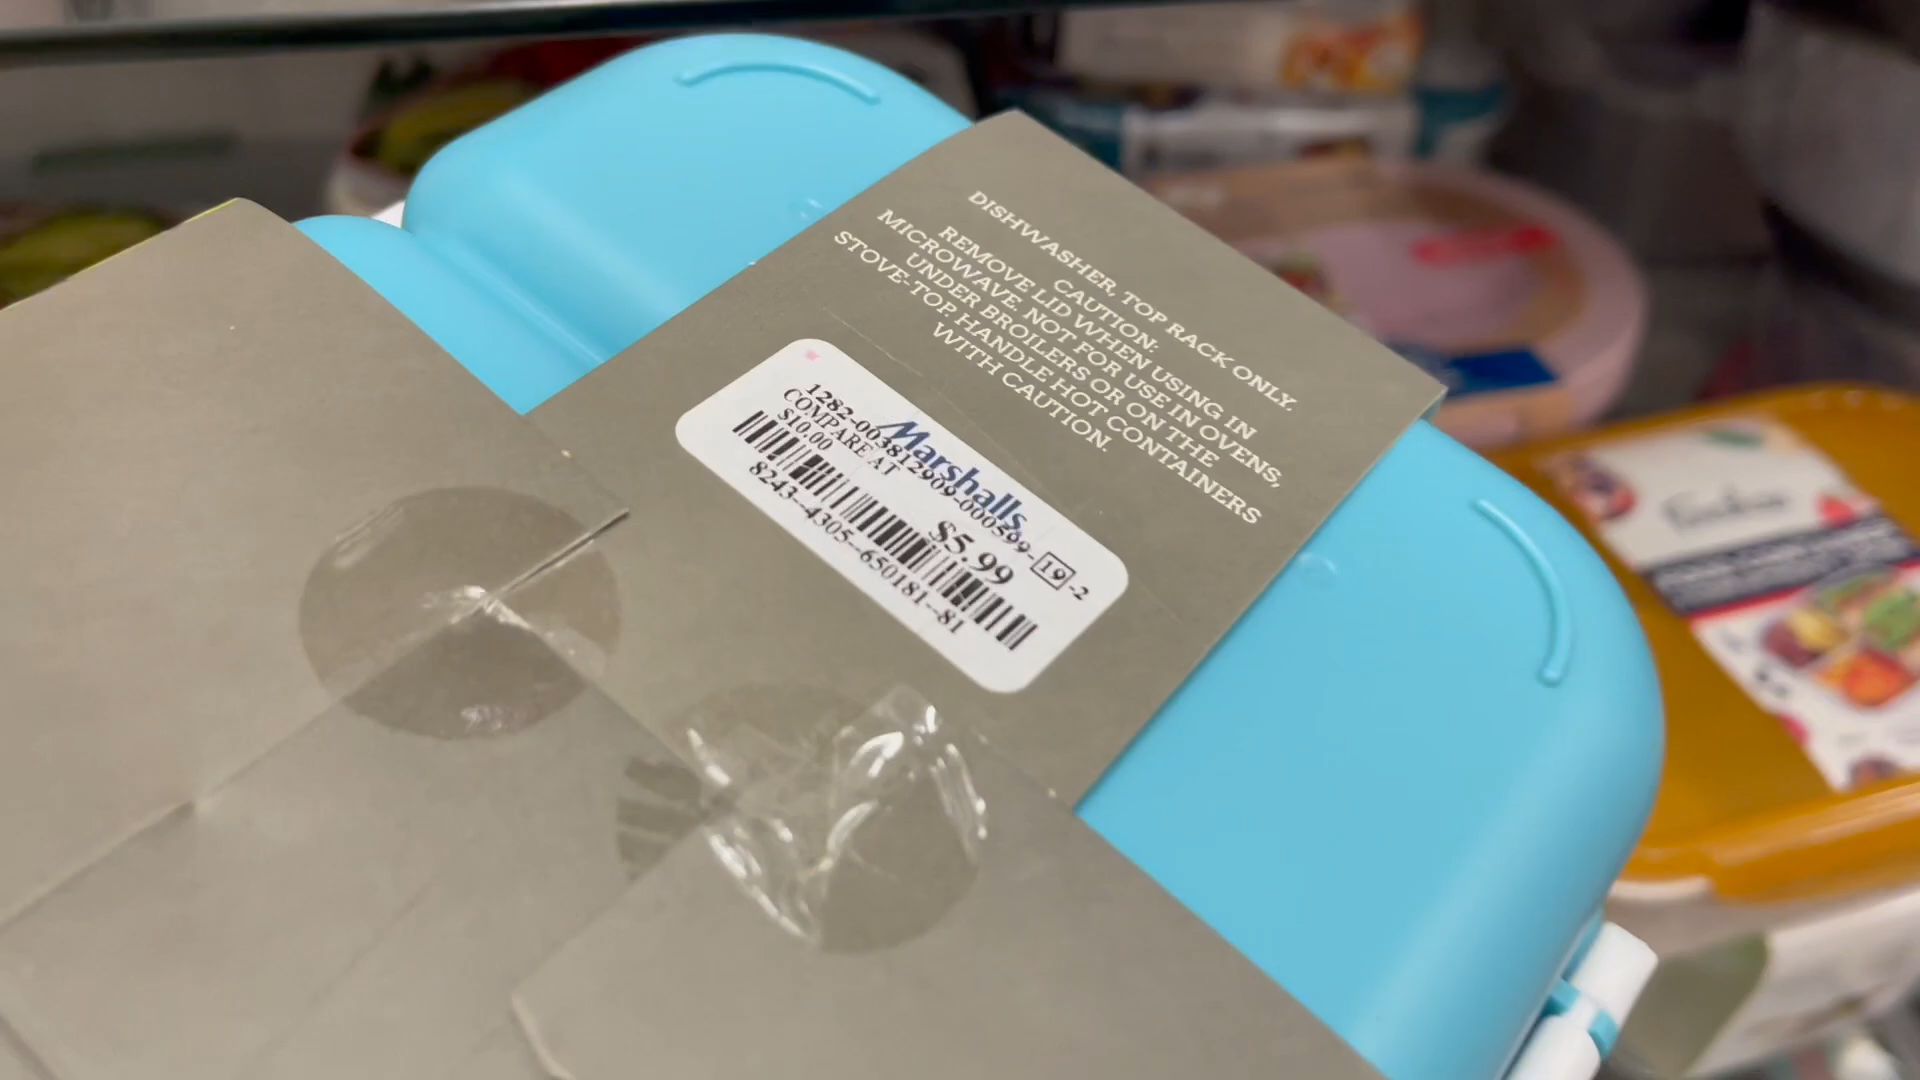 DISHWASHER, TOP RACK ONLY.
CAUTION:
REMOVE LID WHEN USING IN
MICROWAVE. NOT FOR USE IN OVENS,
UNDER BROILERS OR ON THE
STOVE-TOP. HANDLE HOT CONTAINERS
WITH CAUTION.
Marshalls
1282-003812909-000599-19-2
COMPARE AT
$10.00
$5.99
8243--4305--650181--81